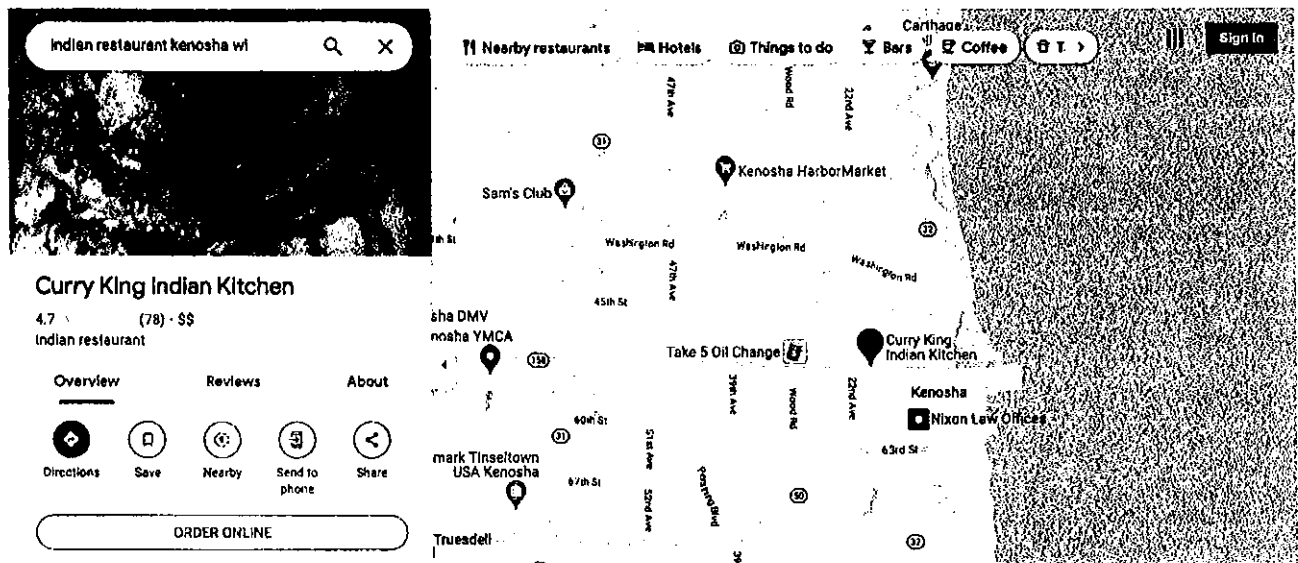 Indian restaurant kenosha wi
Curry King Indian Kitchen
4.7 (78) · $$
Indian restaurant
Overview Reviews About
Directions Save Nearby Send to phone Share
ORDER ONLINE
Nearby restaurants Hotels Things to do Bars Coffee
Sign In
Carthage
47th Ave
Wood Rd
22nd Ave
31
Kenosha HarborMarket
Sam's Club
32
Washington Rd Washington Rd
Washington Rd
47th Ave
45th St
sha DMV
nosha YMCA
Take 5 Oil Change
Curry King
Indian Kitchen
158
39th Ave
Wood Rd
22nd Ave
Kenosha
Nixon Law Offices
60th St
31
51st Ave
63rd St
mark Tinseltown
USA Kenosha
67th St
52nd Ave
Pershing Blvd
50
Truesdell
32
39